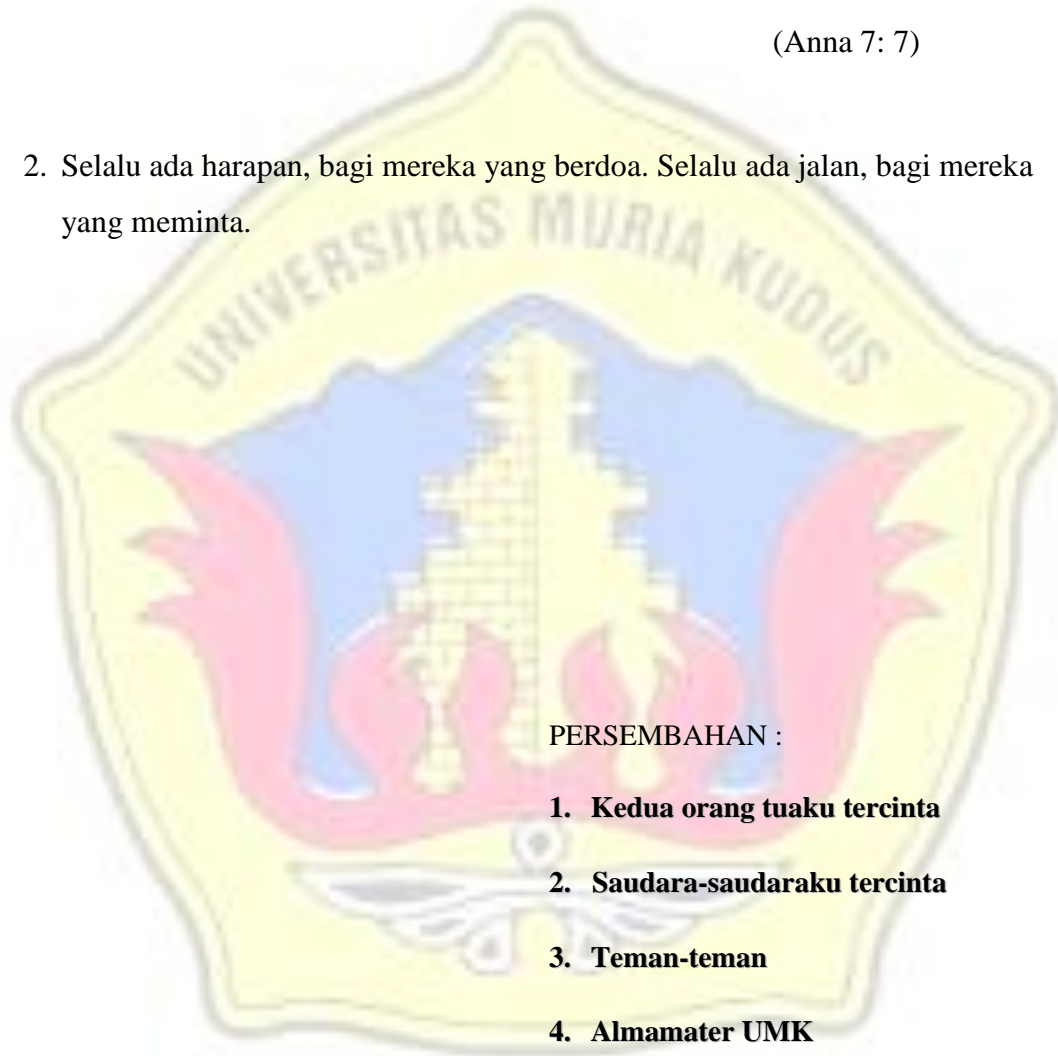 (Anna 7: 7)
2. Selalu ada harapan, bagi mereka yang berdoa. Selalu ada jalan, bagi mereka
yang meminta.
UNIVERSITAS MURIA KUDUS
PERSEMBAHAN :
1. Kedua orang tuaku tercinta
2. Saudara-saudaraku tercinta
3. Teman-teman
4. Almamater UMK